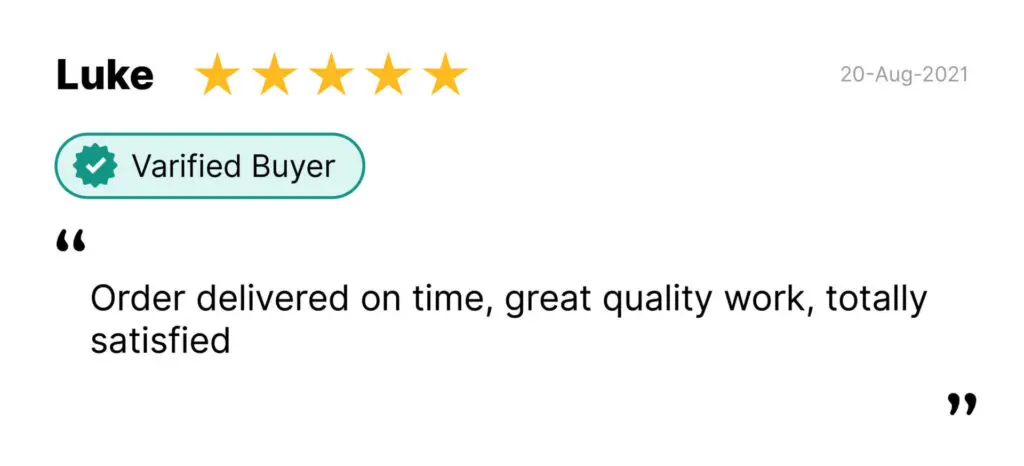 Luke
20-Aug-2021
Varified Buyer
“
Order delivered on time, great quality work, totally
satisfied
”